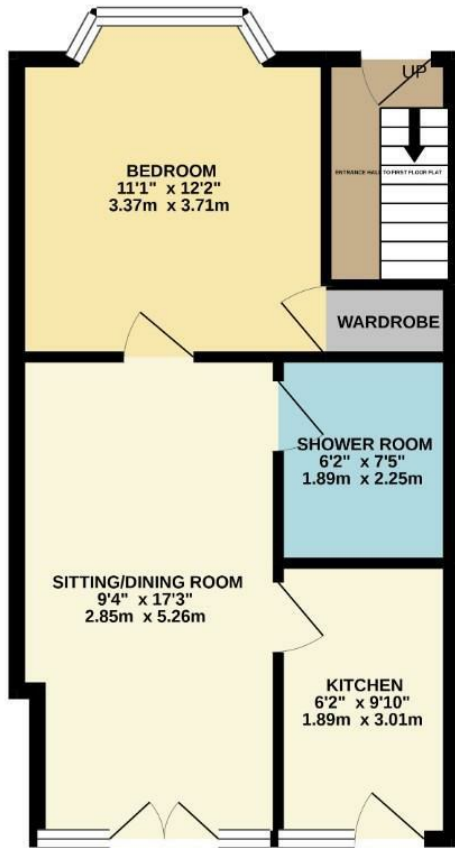 UP
BEDROOM
11'1" x 12'2"
3.37m x 3.71m
ENTRANCE HALL TO FIRST FLOOR FLAT
WARDROBE
SHOWER ROOM
6'2" x 7'5"
1.89m x 2.25m
SITTING/DINING ROOM
9'4" x 17'3"
2.85m x 5.26m
KITCHEN
6'2" x 9'10"
1.89m x 3.01m